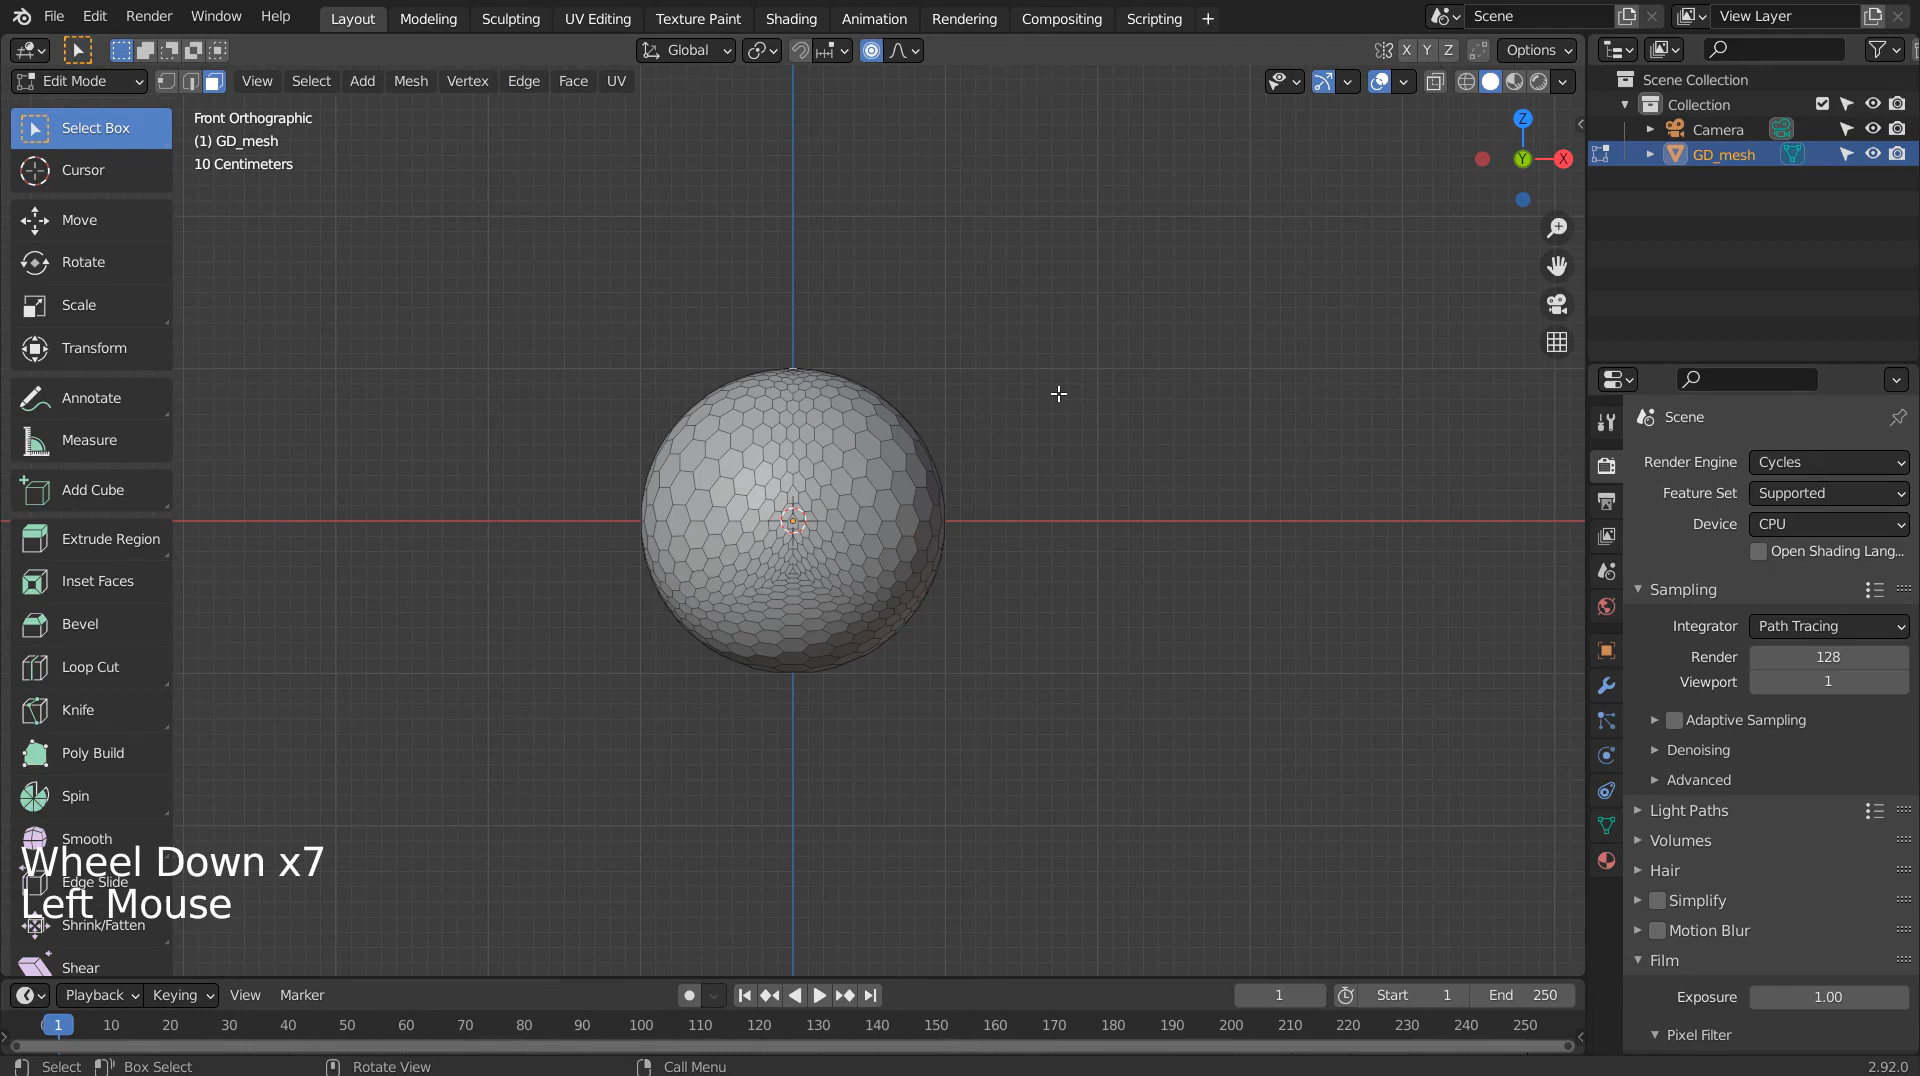 File Edit Render Window Help Layout Modeling Sculpting UV Editing Texture Paint Shading Animation Rendering Compositing Scripting + Scene View Layer
Global X Y Z Options
Edit Mode View Select Add Mesh Vertex Edge Face UV
Scene Collection
Collection
Camera
GD_mesh
Select Box
Cursor
Move
Rotate
Scale
Transform
Annotate
Measure
Add Cube
Extrude Region
Inset Faces
Bevel
Loop Cut
Knife
Poly Build
Spin
Smooth
Edge Slide
Shrink/Fatten
Shear
Front Orthographic
(1) GD_mesh
10 Centimeters
Z
Y
X
Wheel Down x7
Left Mouse
Scene
Render Engine Cycles
Feature Set Supported
Device CPU
Open Shading Lang...
Sampling
Integrator Path Tracing
Render 128
Viewport 1
Adaptive Sampling
Denoising
Advanced
Light Paths
Volumes
Hair
Simplify
Motion Blur
Film
Exposure 1.00
Pixel Filter
Playback Keying View Marker 1 Start 1 End 250
1 10 20 30 40 50 60 70 80 90 100 110 120 130 140 150 160 170 180 190 200 210 220 230 240 250
Select Box Select Rotate View Call Menu 2.92.0